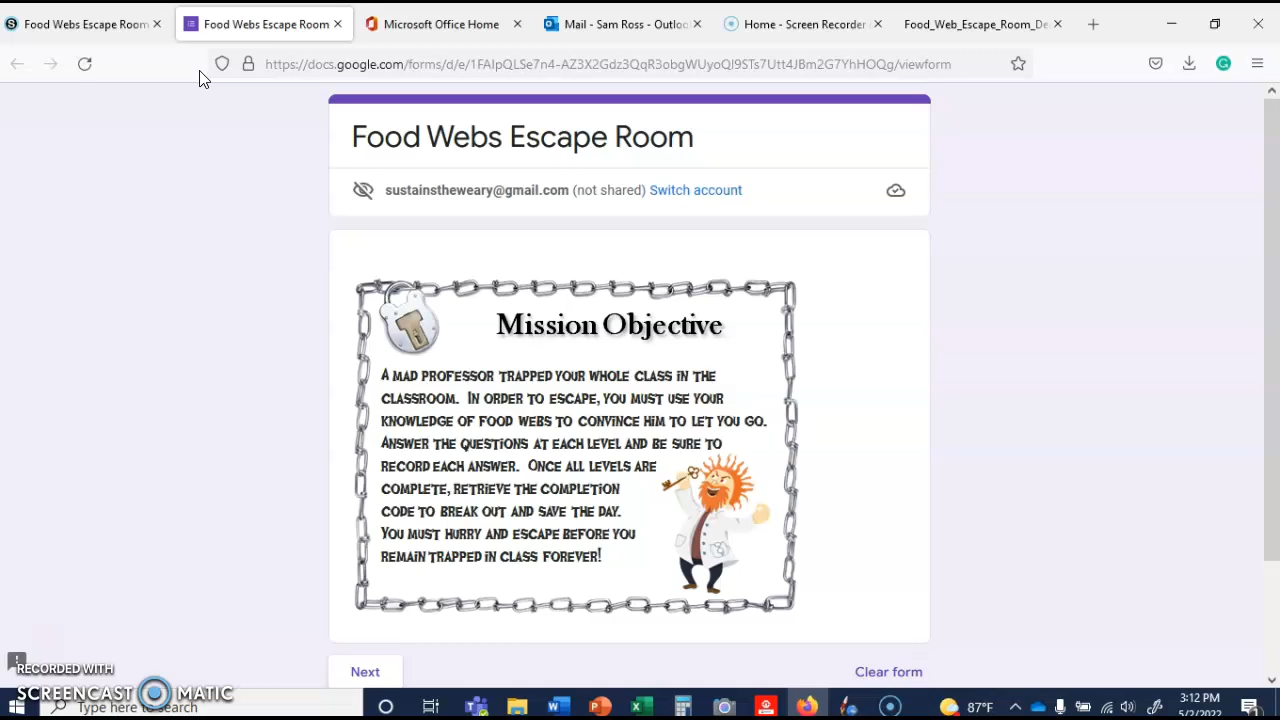 Food Webs Escape Room
Food Webs Escape Room
Microsoft Office Home
Mail - Sam Ross - Outloo
Home - Screen Recorder
Food_Web_Escape_Room_De
https://docs.google.com/forms/d/e/1FAIpQLSe7n4-AZ3X2Gdz3QqR3obgWUyoQI9STs7Utt4JBm2G7YhHOQg/viewform
Food Webs Escape Room
sustainstheweary@gmail.com (not shared) Switch account
Mission Objective
A MAD PROFESSOR TRAPPED YOUR WHOLE CLASS IN THE
CLASSROOM. IN ORDER TO ESCAPE, YOU MUST USE YOUR
KNOWLEDGE OF FOOD WEBS TO CONVINCE HIM TO LET YOU GO.
ANSWER THE QUESTIONS AT EACH LEVEL AND BE SURE TO
RECORD EACH ANSWER. ONCE ALL LEVELS ARE
COMPLETE, RETRIEVE THE COMPLETION
CODE TO BREAK OUT AND SAVE THE DAY.
YOU MUST HURRY AND ESCAPE BEFORE YOU
REMAIN TRAPPED IN CLASS FOREVER!
Next
Clear form
RECORDED WITH
SCREENCAST MATIC
Type here to search
87°F
3:12 PM
5/2/2022